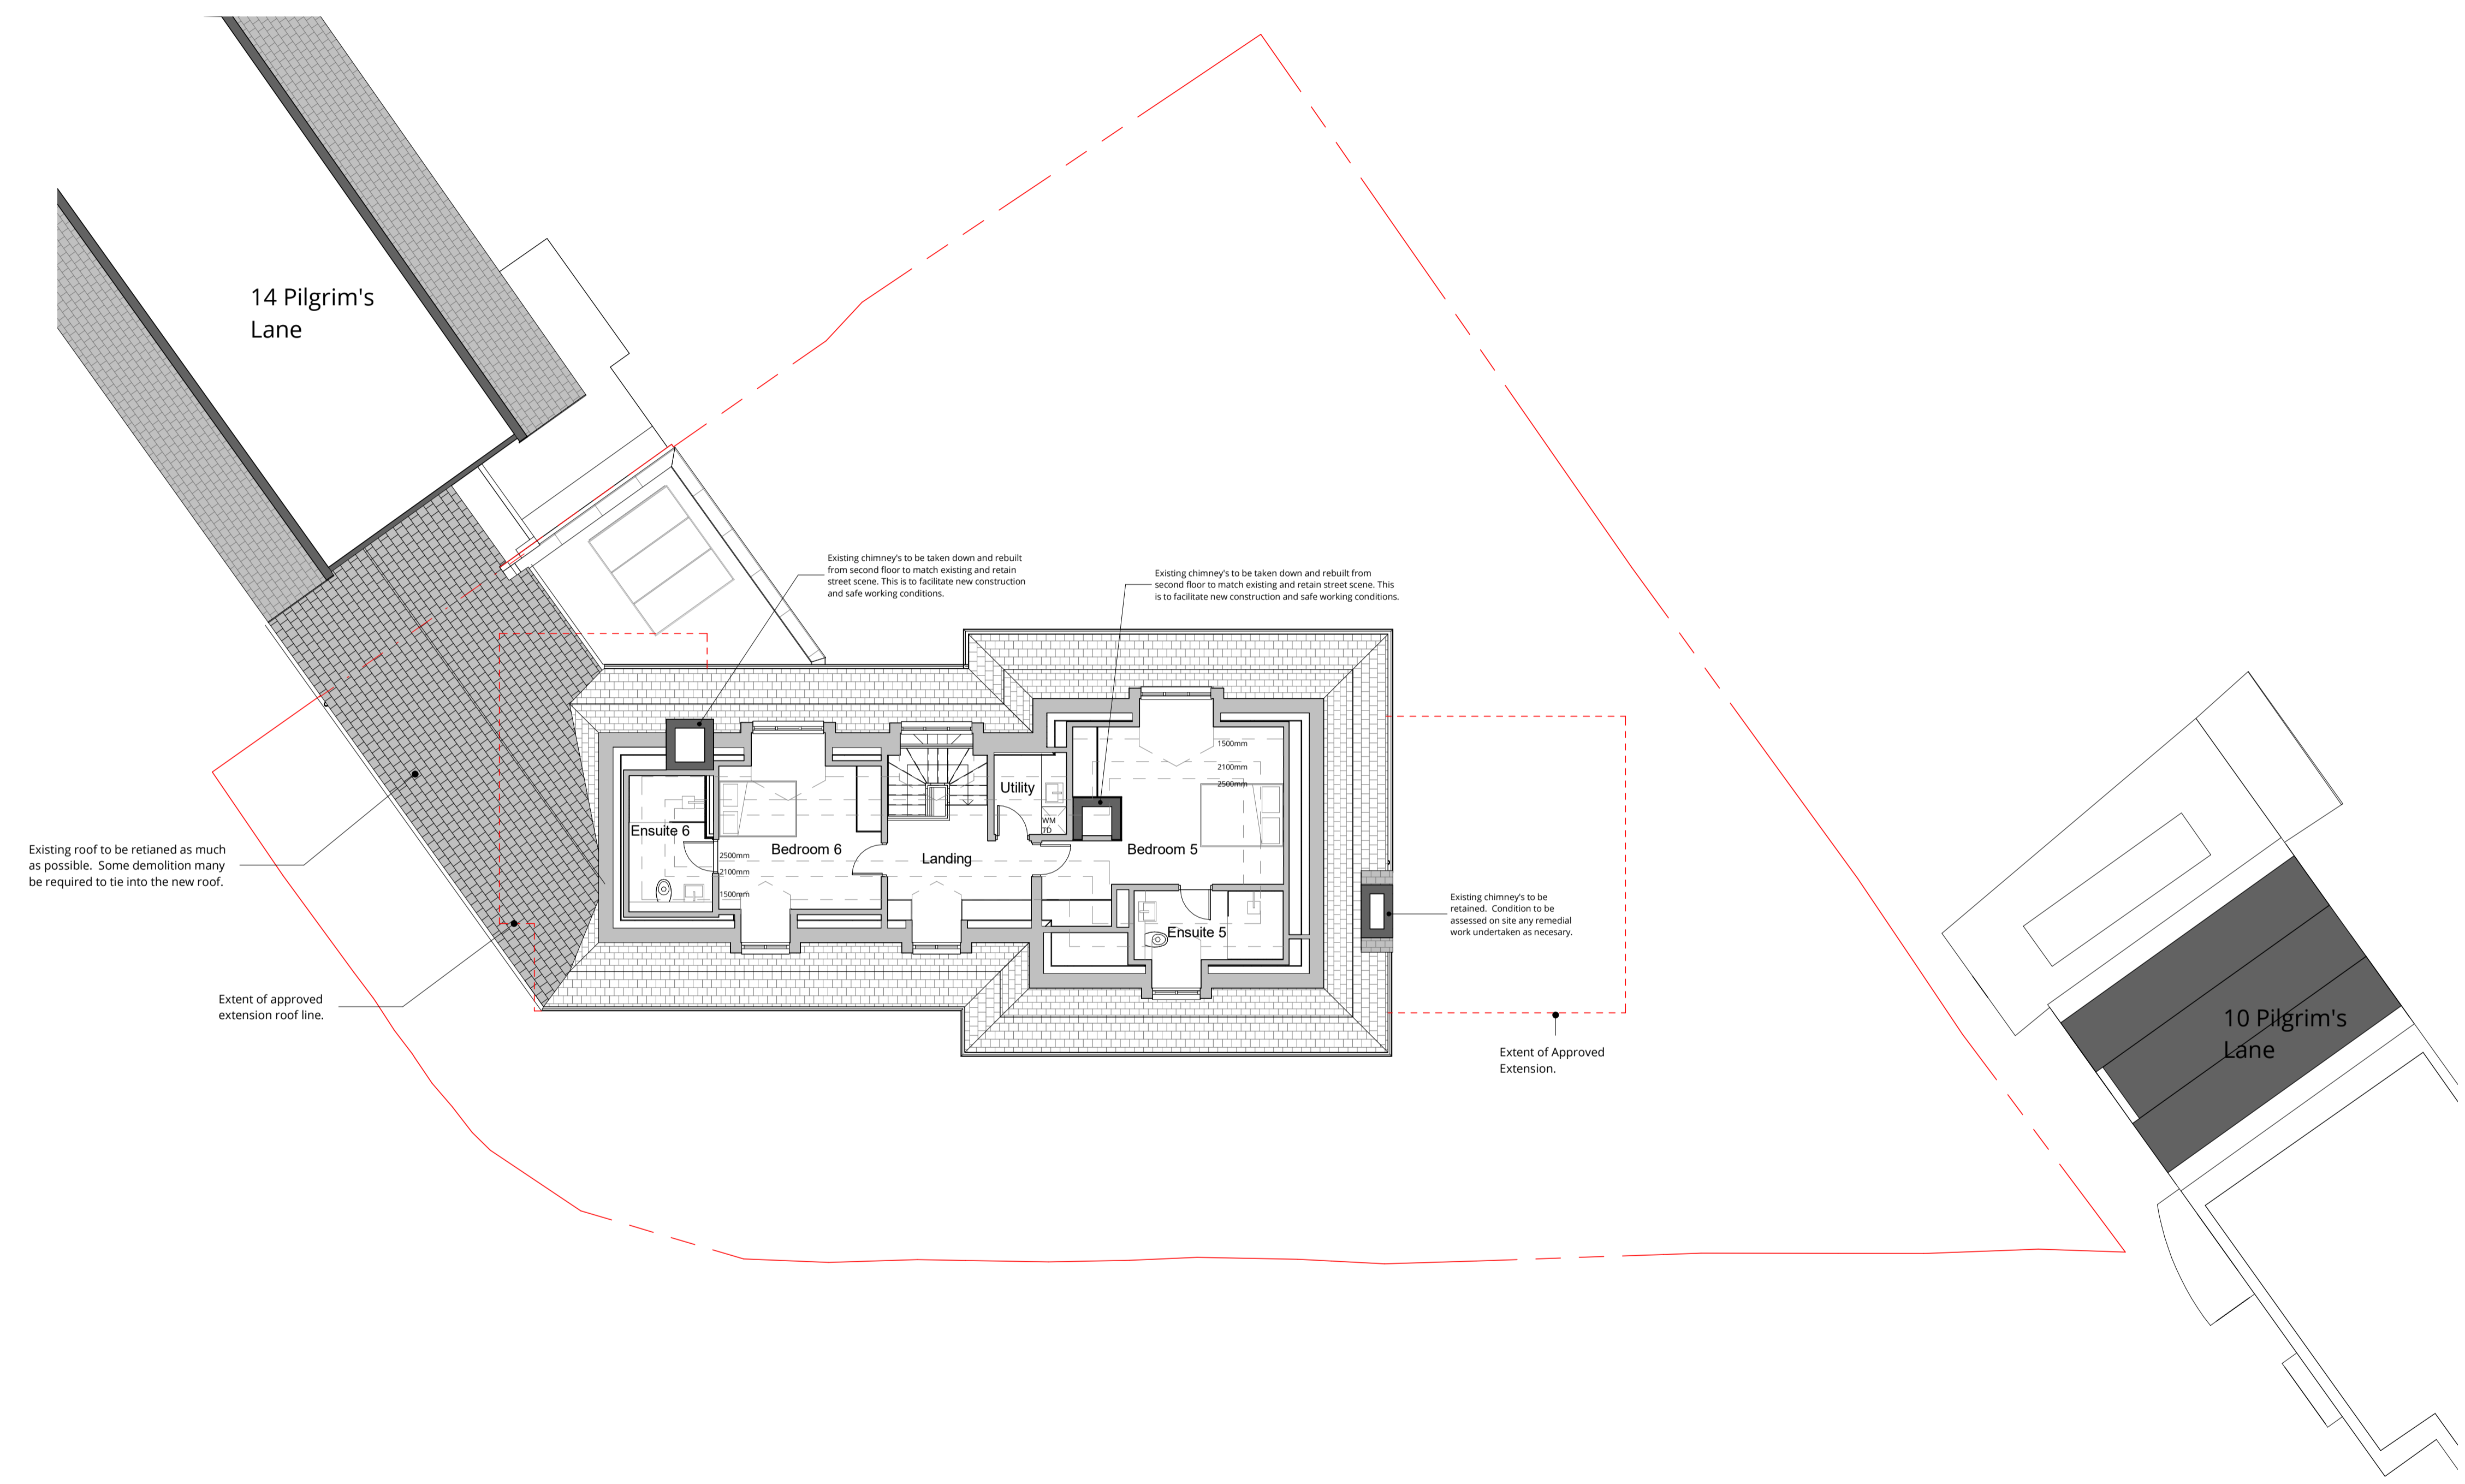 14 Pilgrim's
Lane
Existing chimney's to be taken down and rebuilt
from second floor to match existing and retain
street scene. This is to facilitate new construction
and safe working conditions.
Existing chimney's to be taken down and rebuilt from
second floor to match existing and retain street scene. This
is to facilitate new construction and safe working conditions.
1500mm
2100mm
2500mm
Utility
WM
TD
Ensuite 6
Bedroom 6
Landing
Bedroom 5
2500mm
2100mm
1500mm
Ensuite 5
Existing roof to be retianed as much
as possible.  Some demolition many
be required to tie into the new roof.
Existing chimney's to be
retained.  Condition to be
assessed on site any remedial
work undertaken as necesary.
Extent of approved
extension roof line.
Extent of Approved
Extension.
10 Pilgrim's
Lane